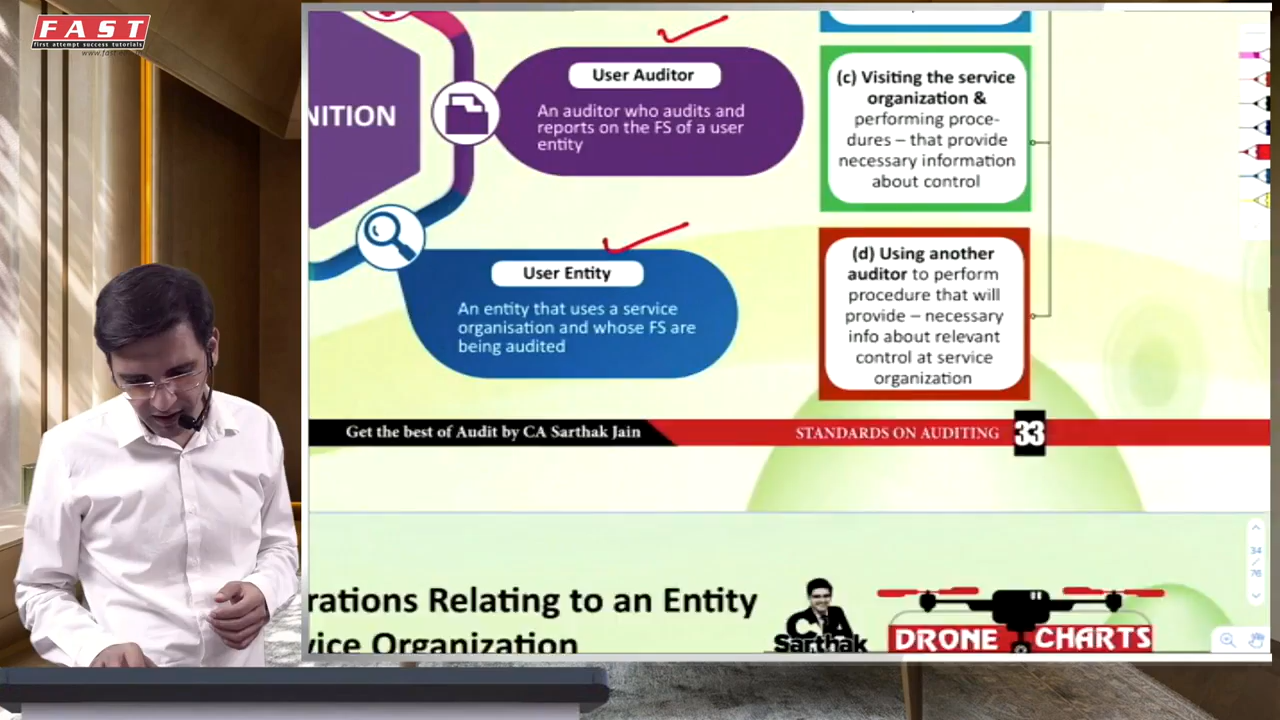 FAST
first attempt success tutorials
NITION
User Auditor
An auditor who audits and
reports on the FS of a user
entity
User Entity
An entity that uses a service
organisation and whose FS are
being audited
(c) Visiting the service
organization &
performing proce-
dures – that provide
necessary information
about control
(d) Using another
auditor to perform
procedure that will
provide – necessary
info about relevant
control at service
organization
Get the best of Audit by CA Sarthak Jain
STANDARDS ON AUDITING 33
rations Relating to an Entity
vice Organization
CA
Sarthak
DRONE CHARTS
34
/
76